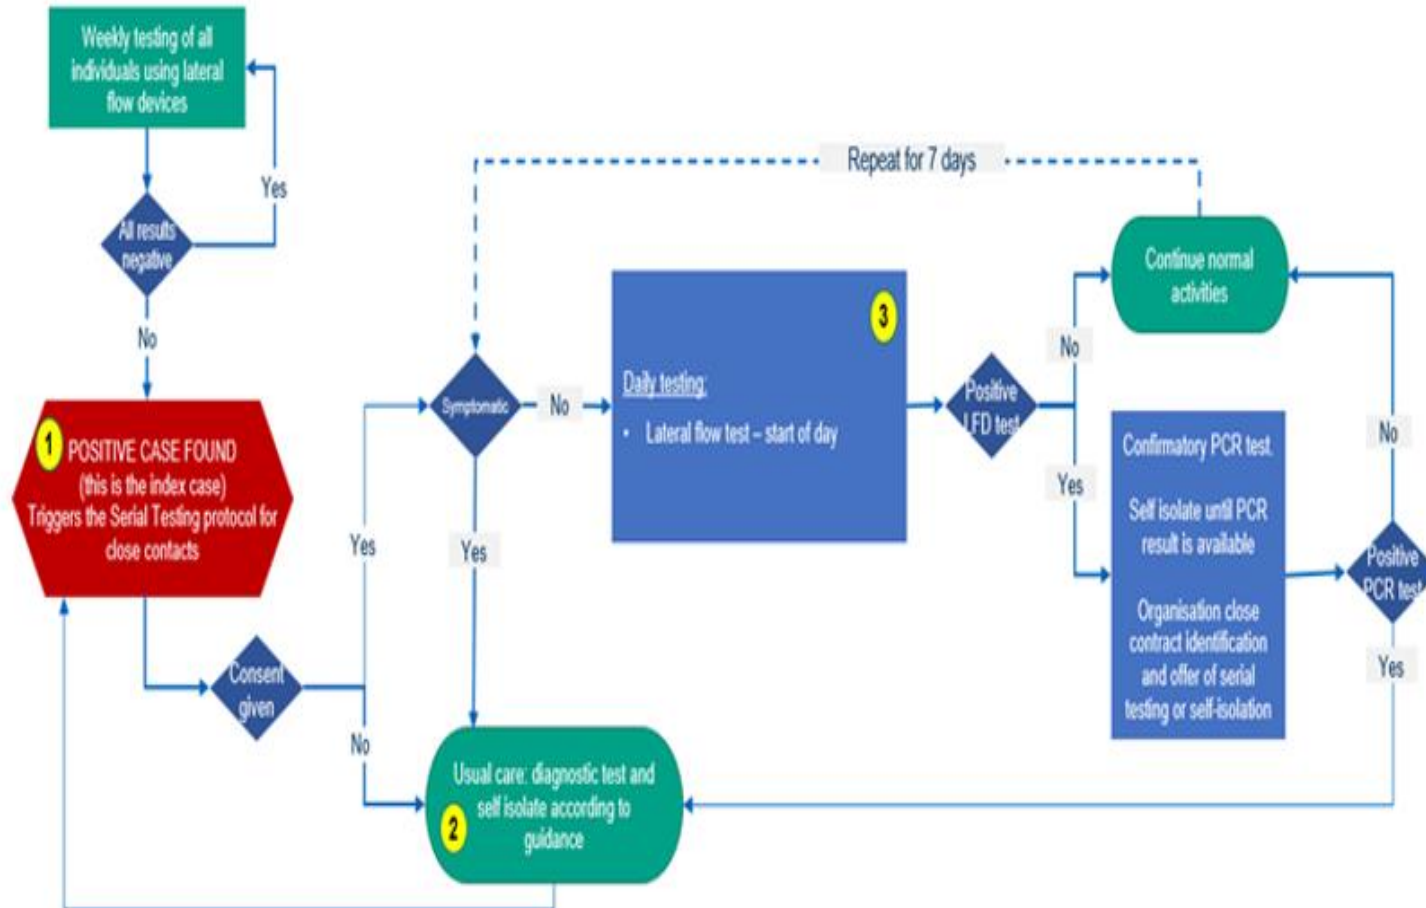 Weekly testing of all
individuals using lateral
flow devices
Yes
All results
negative
No
1
POSITIVE CASE FOUND
(this is the index case)
Triggers the Serial Testing protocol for
close contacts
Consent
given
Yes
No
Repeat for 7 days
Symptomatic
No
Yes
3
Daily testing:
• Lateral flow test – start of day
Positive
LFD test
No
Yes
Continue normal
activities
Confirmatory PCR test.
Self isolate until PCR
result is available
Organisation close
contract identification
and offer of serial
testing or self-isolation
Positive
PCR test
No
Yes
Usual care: diagnostic test and
self isolate according to
guidance
2